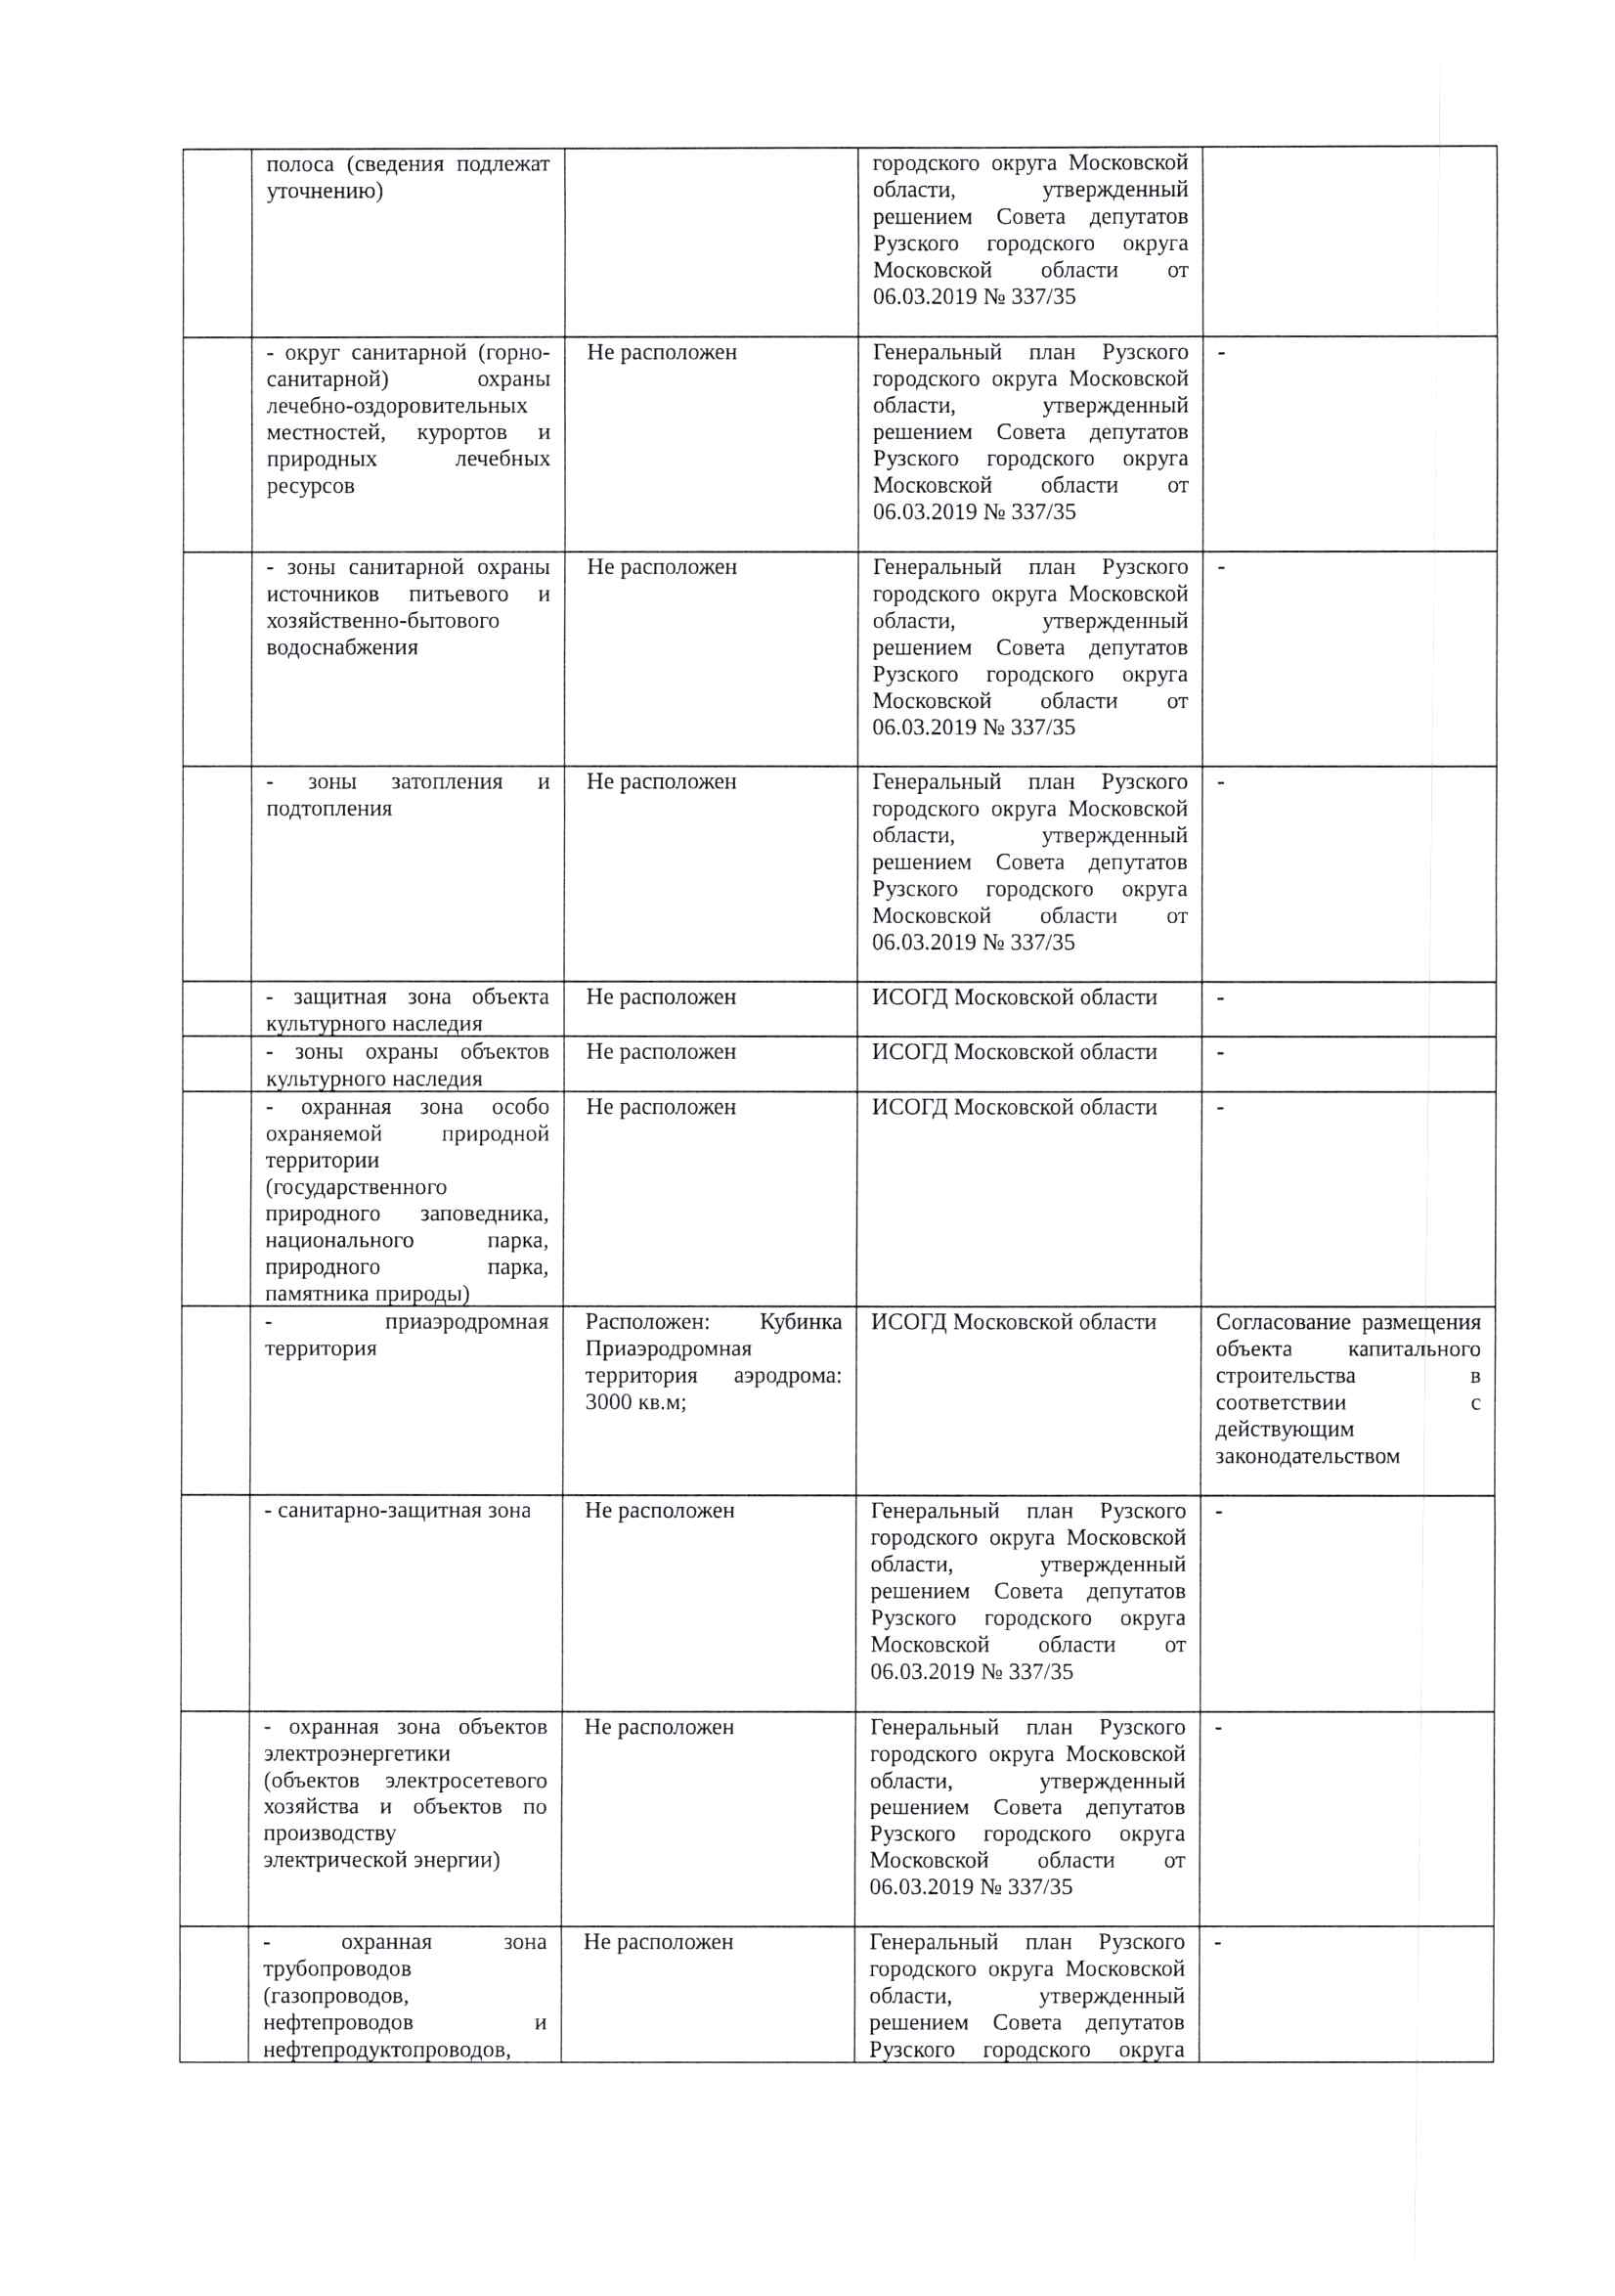 полоса (сведения подлежат
уточнению)
городского округа Московской
области, утвержденный
решением Совета депутатов
Рузского городского округа
Московской области от
06.03.2019 № 337/35
- округ санитарной (горно-
санитарной) охраны
лечебно-оздоровительных
местностей, курортов и
природных лечебных
ресурсов
Не расположен
Генеральный план Рузского
городского округа Московской
области, утвержденный
решением Совета депутатов
Рузского городского округа
Московской области от
06.03.2019 № 337/35
-
- зоны санитарной охраны
источников питьевого и
хозяйственно-бытового
водоснабжения
Не расположен
Генеральный план Рузского
городского округа Московской
области, утвержденный
решением Совета депутатов
Рузского городского округа
Московской области от
06.03.2019 № 337/35
-
- зоны затопления и
подтопления
Не расположен
Генеральный план Рузского
городского округа Московской
области, утвержденный
решением Совета депутатов
Рузского городского округа
Московской области от
06.03.2019 № 337/35
-
- защитная зона объекта
культурного наследия
Не расположен
ИСОГД Московской области
-
- зоны охраны объектов
культурного наследия
Не расположен
ИСОГД Московской области
-
- охранная зона особо
охраняемой природной
территории
(государственного
природного заповедника,
национального парка,
природного парка,
памятника природы)
Не расположен
ИСОГД Московской области
-
- приаэродромная
территория
Расположен: Кубинка
Приаэродромная
территория аэродрома:
3000 кв.м;
ИСОГД Московской области
Согласование размещения
объекта капитального
строительства в
соответствии с
действующим
законодательством
- санитарно-защитная зона
Не расположен
Генеральный план Рузского
городского округа Московской
области, утвержденный
решением Совета депутатов
Рузского городского округа
Московской области от
06.03.2019 № 337/35
-
- охранная зона объектов
электроэнергетики
(объектов электросетевого
хозяйства и объектов по
производству
электрической энергии)
Не расположен
Генеральный план Рузского
городского округа Московской
области, утвержденный
решением Совета депутатов
Рузского городского округа
Московской области от
06.03.2019 № 337/35
-
- охранная зона
трубопроводов
(газопроводов,
нефтепроводов и
нефтепродуктопроводов,
Не расположен
Генеральный план Рузского
городского округа Московской
области, утвержденный
решением Совета депутатов
Рузского городского округа
-